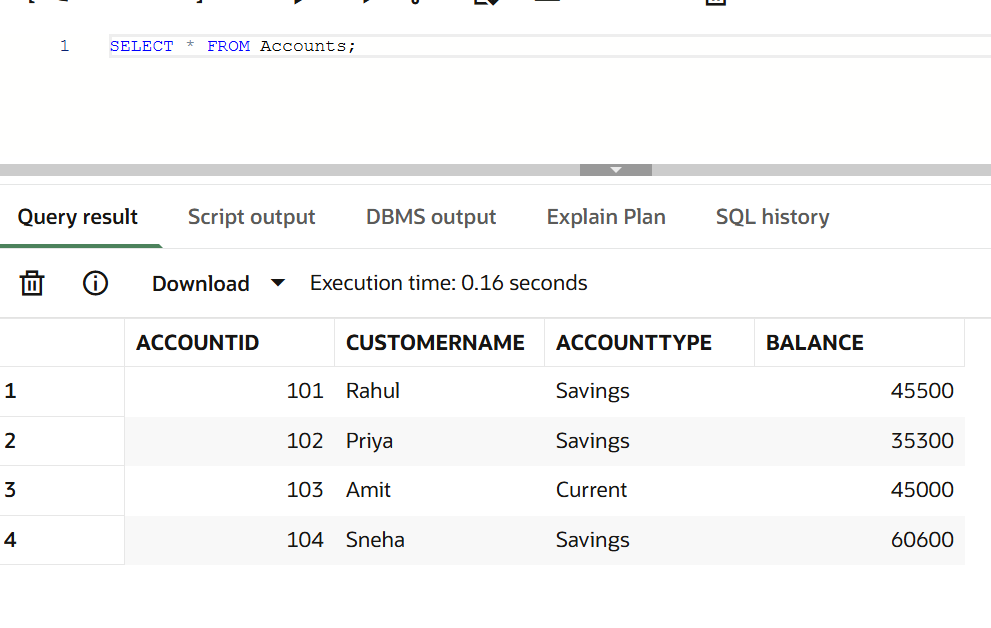 1 SELECT * FROM Accounts;
Query result Script output DBMS output Explain Plan SQL history
Download Execution time: 0.16 seconds
ACCOUNTID CUSTOMERNAME ACCOUNTTYPE BALANCE
1 101 Rahul Savings 45500
2 102 Priya Savings 35300
3 103 Amit Current 45000
4 104 Sneha Savings 60600